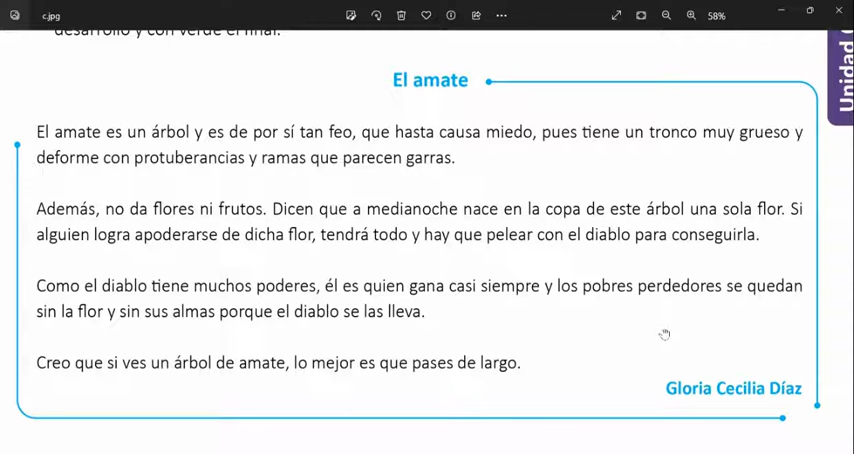 c.jpg
58%
desarrollo y con verde el final.
Unidad
El amate
El amate es un árbol y es de por sí tan feo, que hasta causa miedo, pues tiene un tronco muy grueso y
deforme con protuberancias y ramas que parecen garras.
Además, no da flores ni frutos. Dicen que a medianoche nace en la copa de este árbol una sola flor. Si
alguien logra apoderarse de dicha flor, tendrá todo y hay que pelear con el diablo para conseguirla.
Como el diablo tiene muchos poderes, él es quien gana casi siempre y los pobres perdedores se quedan
sin la flor y sin sus almas porque el diablo se las lleva.
Creo que si ves un árbol de amate, lo mejor es que pases de largo.
Gloria Cecilia Díaz